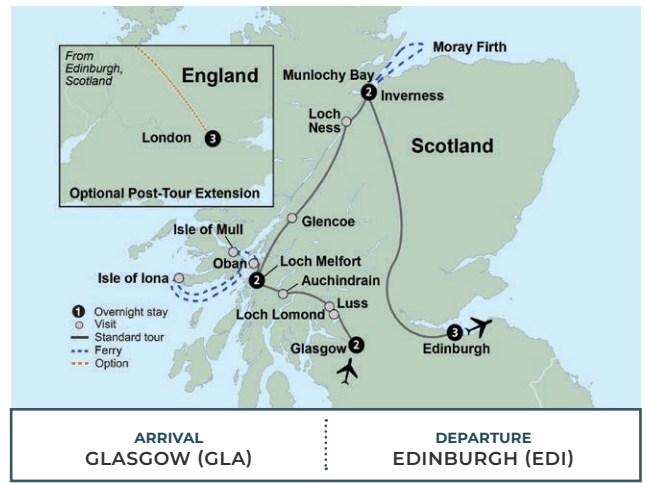 From
Edinburgh,
Scotland
England
London
3
Optional Post-Tour Extension
Moray Firth
Munlochy Bay
2
Inverness
Loch
Ness
Scotland
Glencoe
Isle of Mull
Oban
Loch Melfort
Isle of Iona
2
Auchindrain
Luss
Loch Lomond
Glasgow
2
3
Edinburgh
1 Overnight stay
Visit
Standard tour
Ferry
Option
ARRIVAL
GLASGOW (GLA)
DEPARTURE
EDINBURGH (EDI)